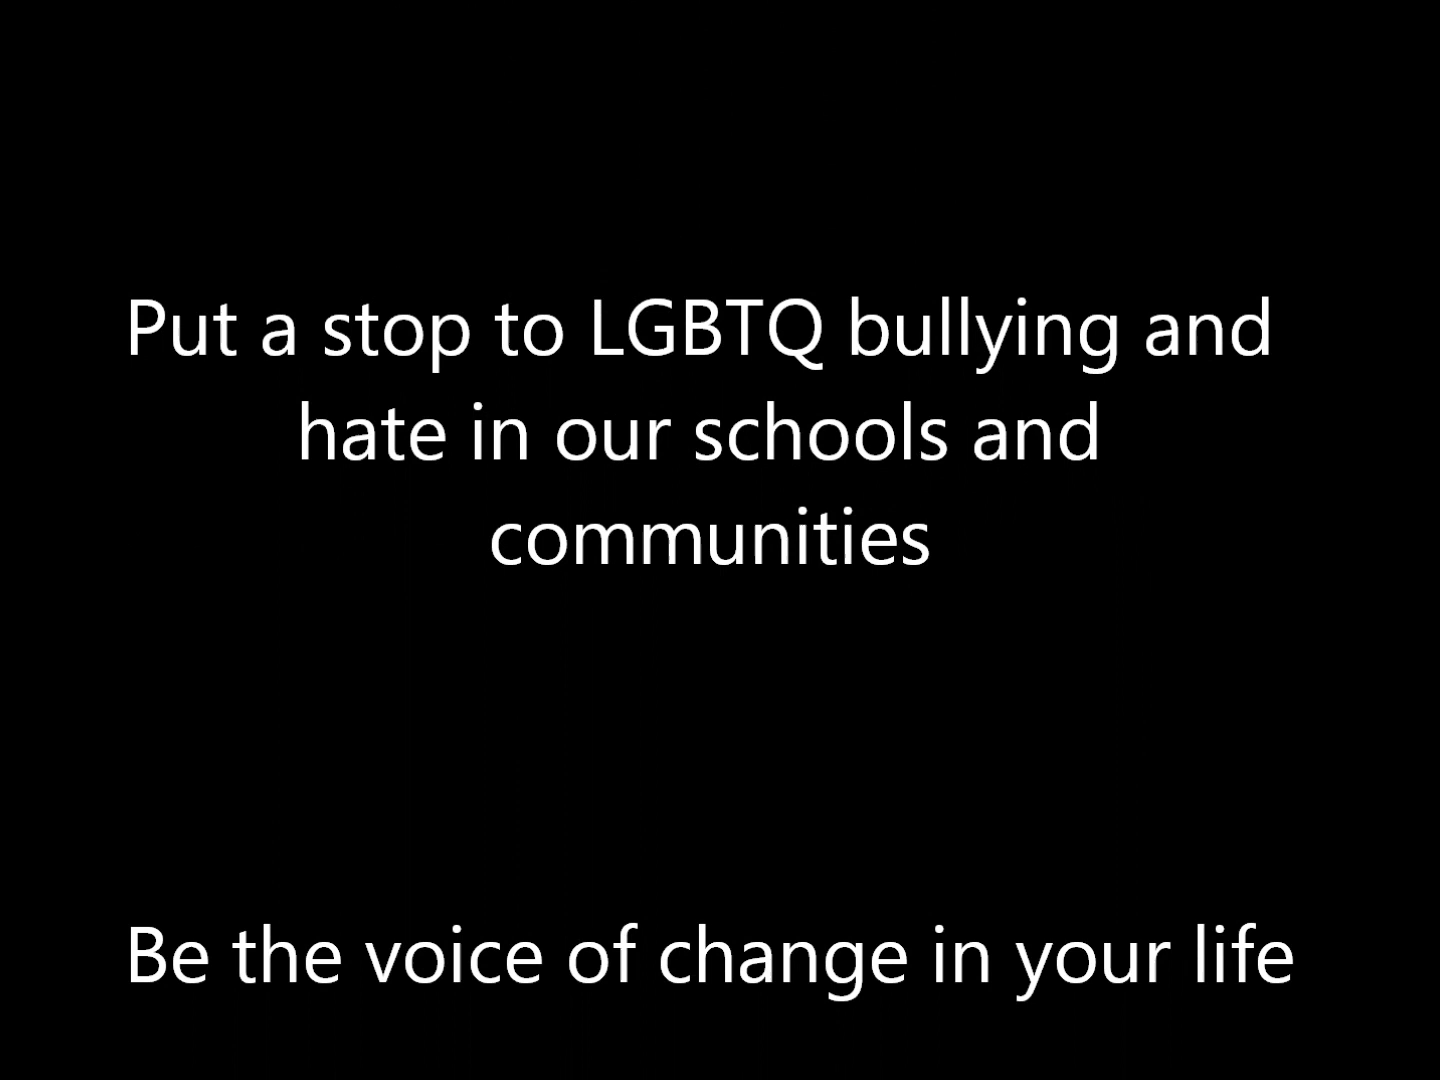 Put a stop to LGBTQ bullying and
hate in our schools and
communities
Be the voice of change in your life